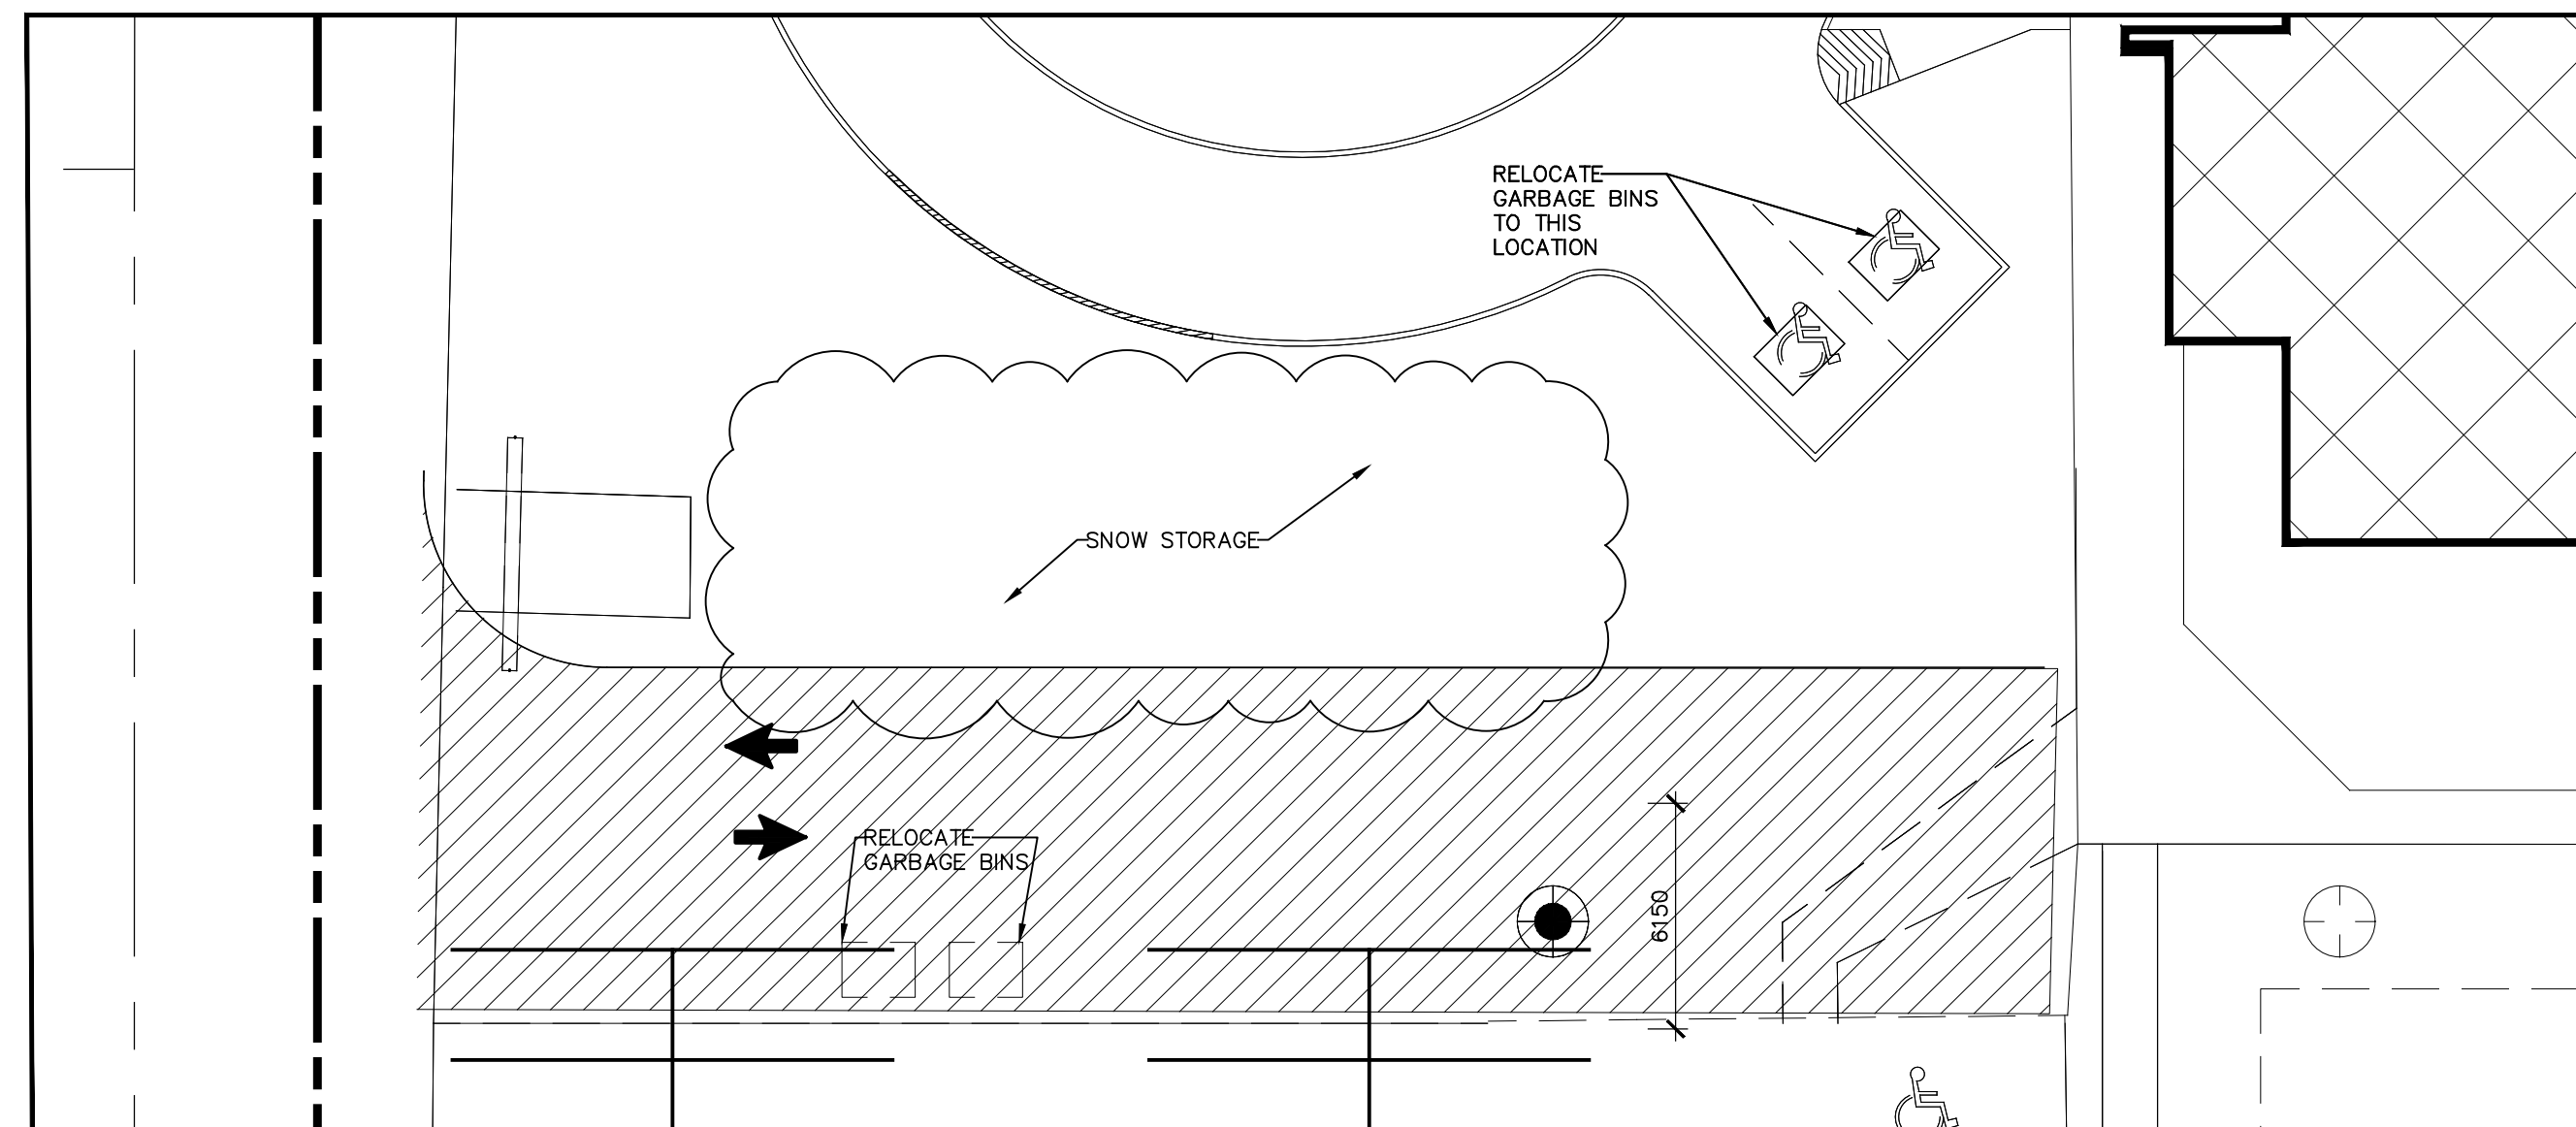 RELOCATE
GARBAGE BINS
TO THIS
LOCATION
SNOW STORAGE
RELOCATE
GARBAGE BINS
6150